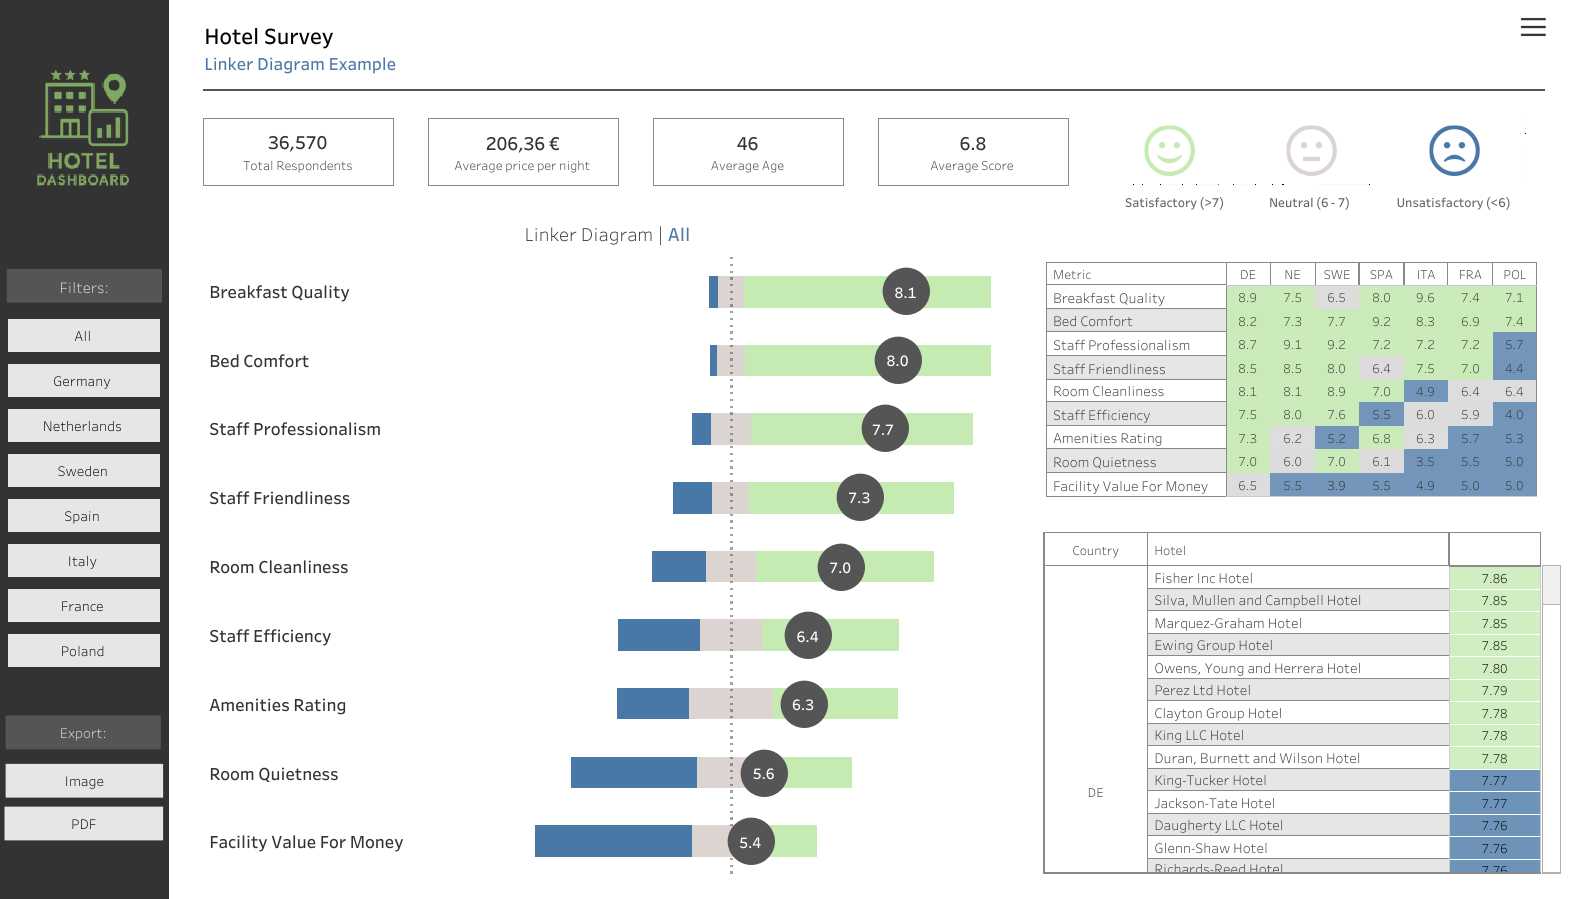 HOTEL
DASHBOARD
Filters:
All
Germany
Netherlands
Sweden
Spain
Italy
France
Poland
Export:
Image
PDF
Hotel Survey
Linker Diagram Example
36,570
Total Respondents
206,36 €
Average price per night
46
Average Age
6.8
Average Score
Satisfactory (>7)
Neutral (6 - 7)
Unsatisfactory (<6)
Linker Diagram | All
Breakfast Quality 8.1
Bed Comfort 8.0
Staff Professionalism 7.7
Staff Friendliness 7.3
Room Cleanliness 7.0
Staff Efficiency 6.4
Amenities Rating 6.3
Room Quietness 5.6
Facility Value For Money 5.4
Metric DE NE SWE SPA ITA FRA POL
Breakfast Quality 8.9 7.5 6.5 8.0 9.6 7.4 7.1
Bed Comfort 8.2 7.3 7.7 9.2 8.3 6.9 7.4
Staff Professionalism 8.7 9.1 9.2 7.2 7.2 7.2 5.7
Staff Friendliness 8.5 8.5 8.0 6.4 7.5 7.0 4.4
Room Cleanliness 8.1 8.1 8.9 7.0 4.9 6.4 6.4
Staff Efficiency 7.5 8.0 7.6 5.5 6.0 5.9 4.0
Amenities Rating 7.3 6.2 5.2 6.8 6.3 5.7 5.3
Room Quietness 7.0 6.0 7.0 6.1 3.5 5.5 5.0
Facility Value For Money 6.5 5.5 3.9 5.5 4.9 5.0 5.0
Country Hotel
DE
Fisher Inc Hotel 7.86
Silva, Mullen and Campbell Hotel 7.85
Marquez-Graham Hotel 7.85
Ewing Group Hotel 7.85
Owens, Young and Herrera Hotel 7.80
Perez Ltd Hotel 7.79
Clayton Group Hotel 7.78
King LLC Hotel 7.78
Duran, Burnett and Wilson Hotel 7.78
King-Tucker Hotel 7.77
Jackson-Tate Hotel 7.77
Daugherty LLC Hotel 7.76
Glenn-Shaw Hotel 7.76
Richards-Reed Hotel 7.76